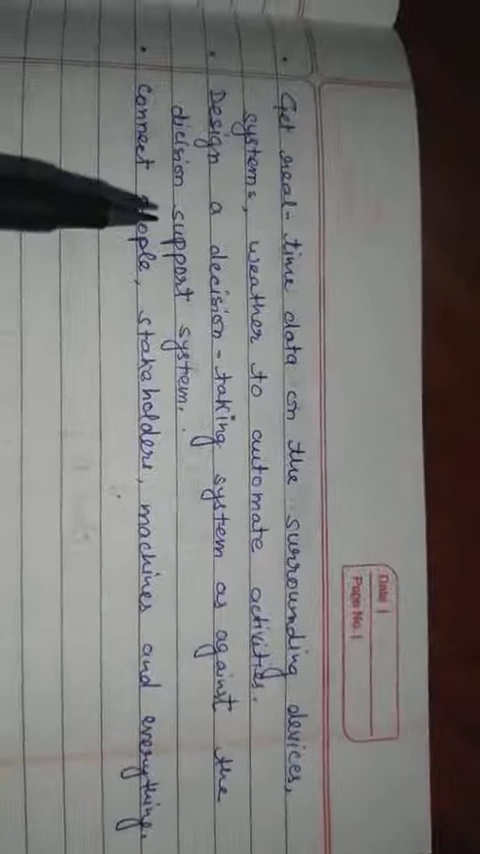 Date |
Page No. |
• Get real-time data on the surrounding devices,
systems, weather to automate activities.
• Design a decision-taking system as against the
dicision support system.
• Connect people, stakeholders, machines and everything.